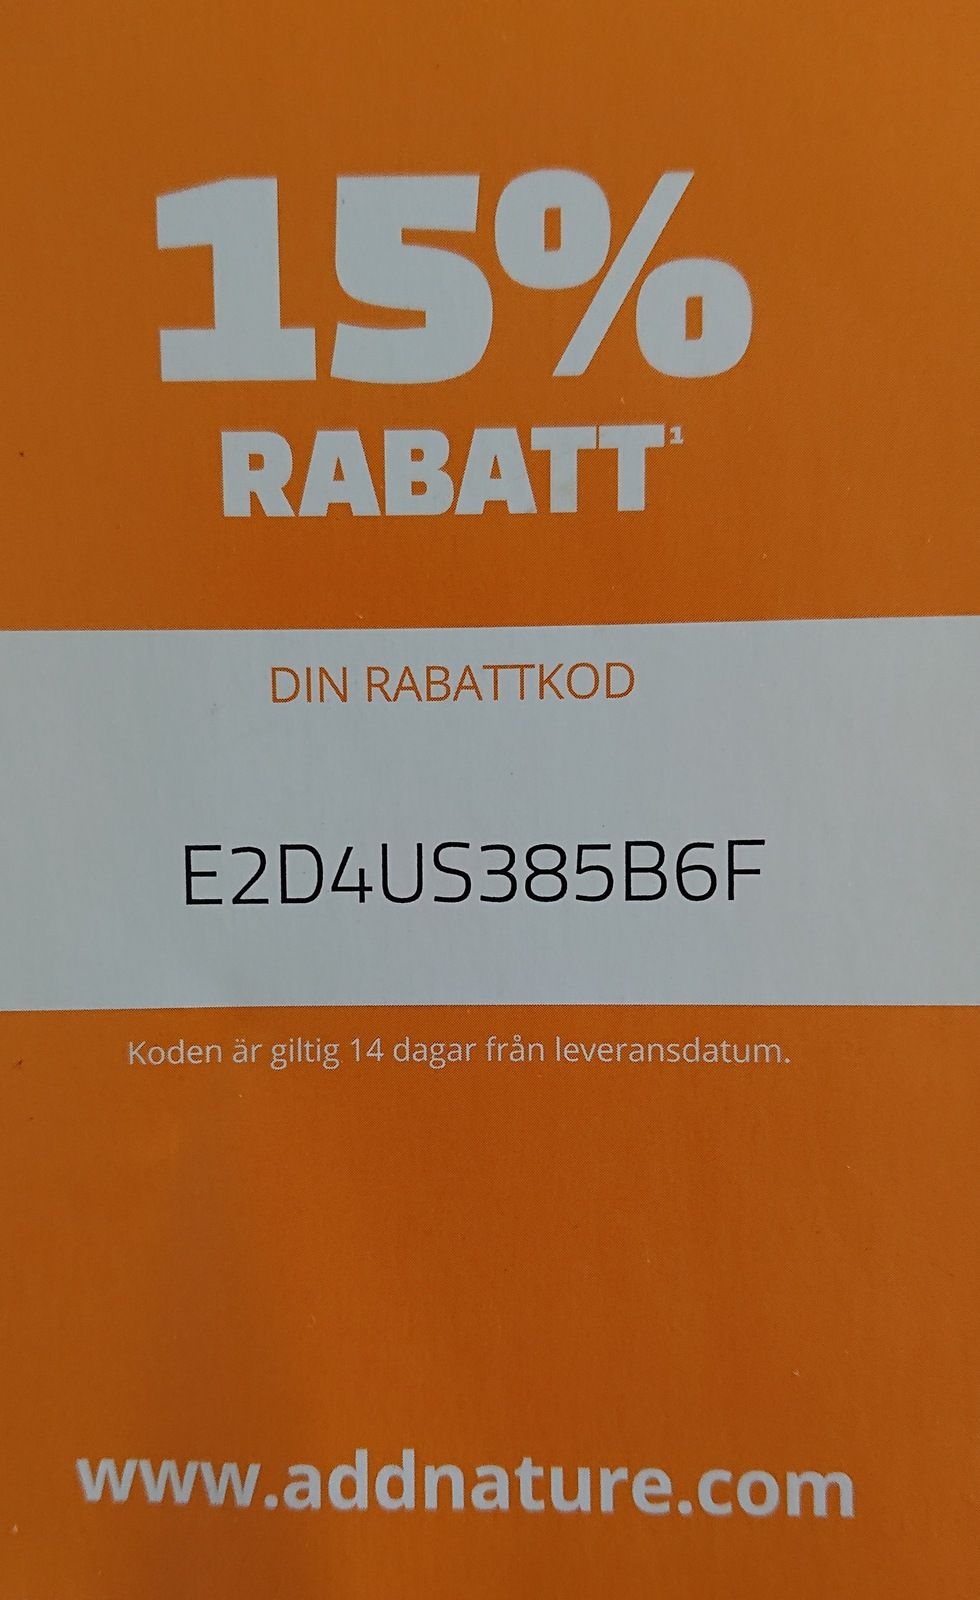 15%
RABATT¹
DIN RABATTKOD
E2D4US385B6F
Koden är giltig 14 dagar från leveransdatum.
www.addnature.com